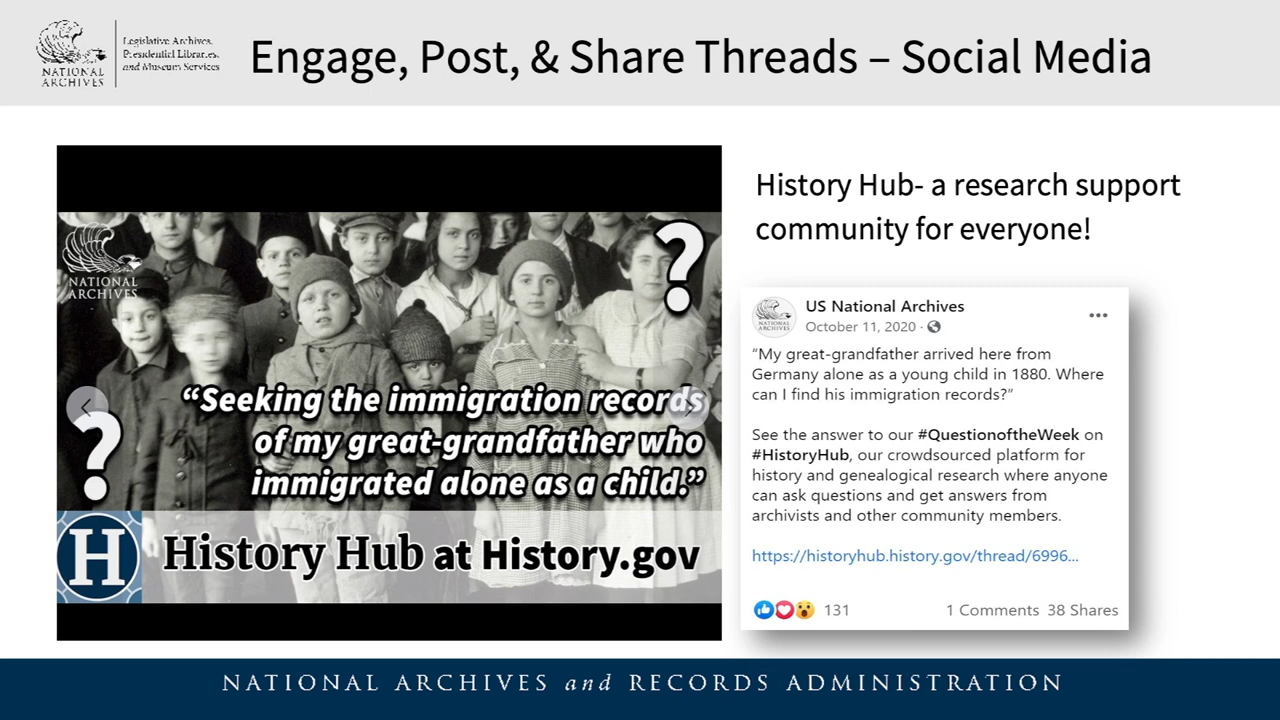 NATIONAL
ARCHIVES
Legislative Archives,
Presidential Libraries,
and Museum Services
Engage, Post, & Share Threads – Social Media
NATIONAL
ARCHIVES
?
?
“Seeking the immigration records
of my great-grandfather who
immigrated alone as a child.”
H
History Hub at History.gov
History Hub- a research support
community for everyone!
NATIONAL
ARCHIVES
US National Archives
October 11, 2020 ·
“My great-grandfather arrived here from
Germany alone as a young child in 1880. Where
can I find his immigration records?”
See the answer to our #QuestionoftheWeek on
#HistoryHub, our crowdsourced platform for
history and genealogical research where anyone
can ask questions and get answers from
archivists and other community members.
https://historyhub.history.gov/thread/6996...
131
1 Comments 38 Shares
NATIONAL ARCHIVES and RECORDS ADMINISTRATION